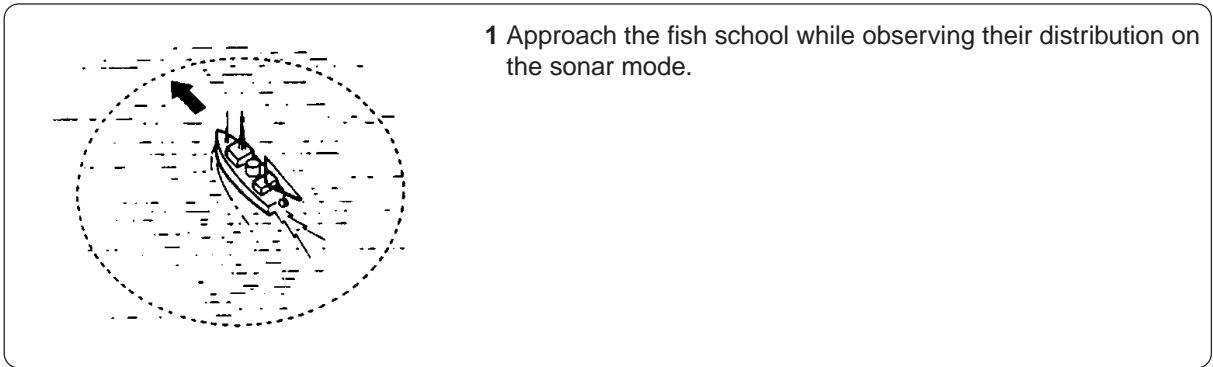 1 Approach the fish school while observing their distribution on
the sonar mode.